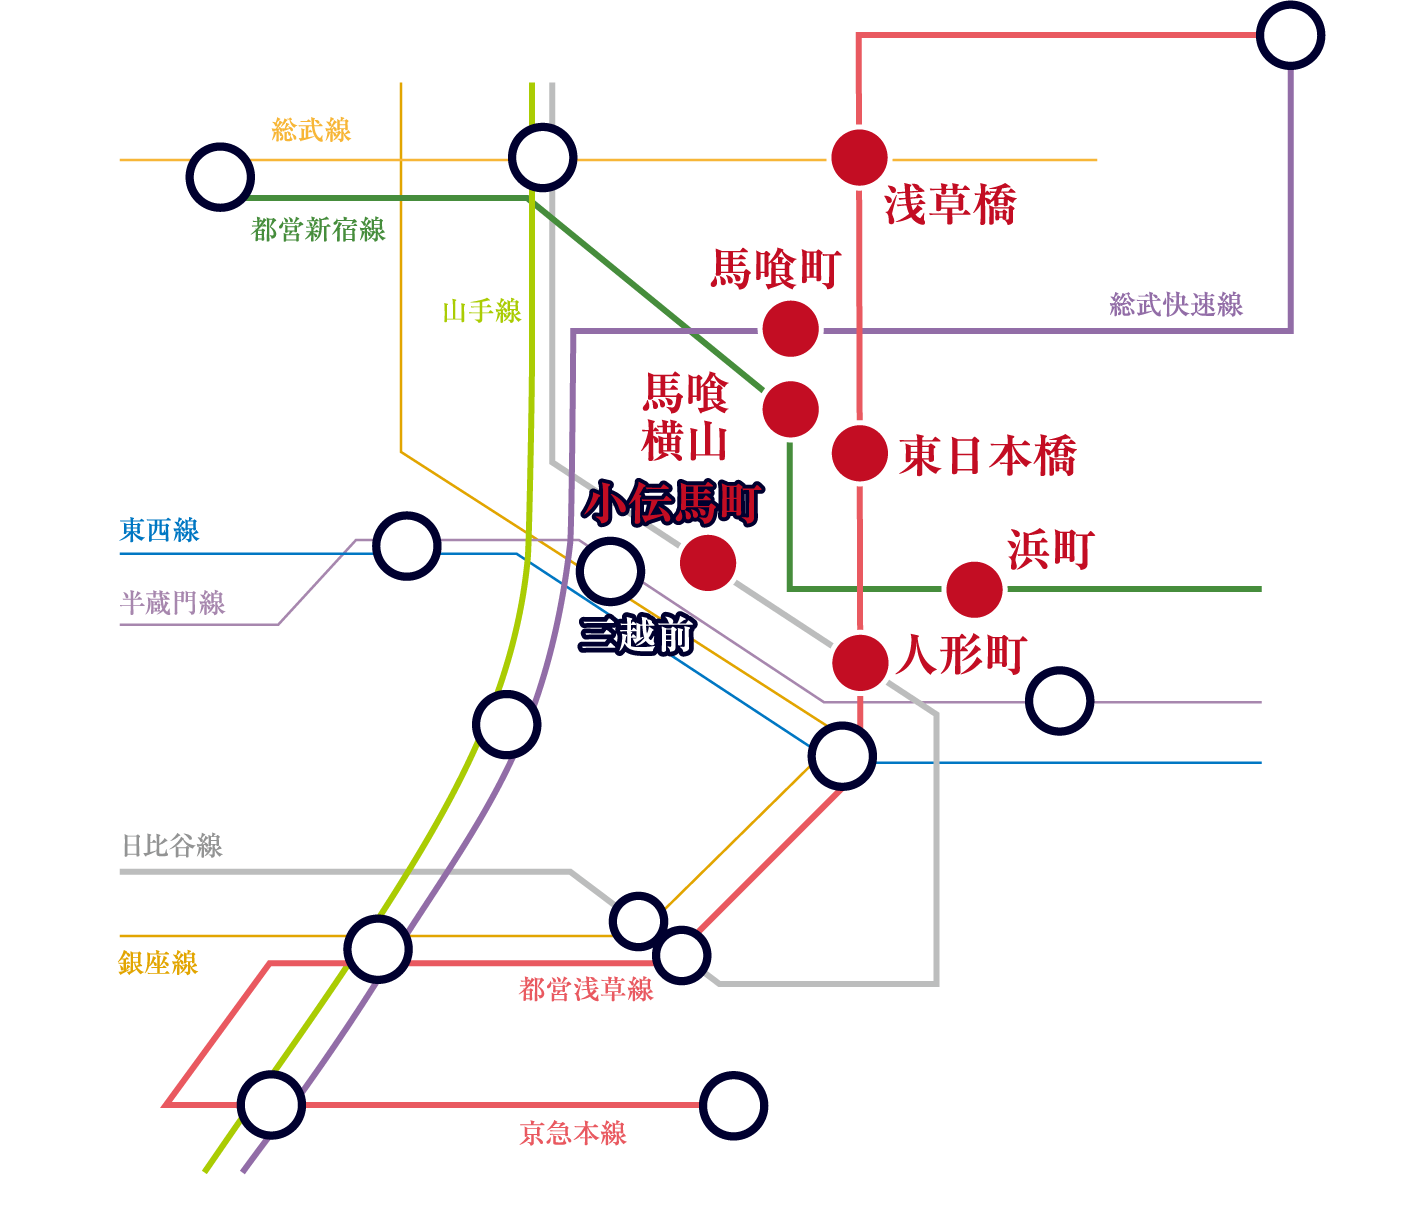 総武線
浅草橋
都営新宿線
馬喰町
山手線
総武快速線
馬喰
横山
東日本橋
小伝馬町
東西線
浜町
半蔵門線
三越前
人形町
日比谷線
銀座線
都営浅草線
京急本線